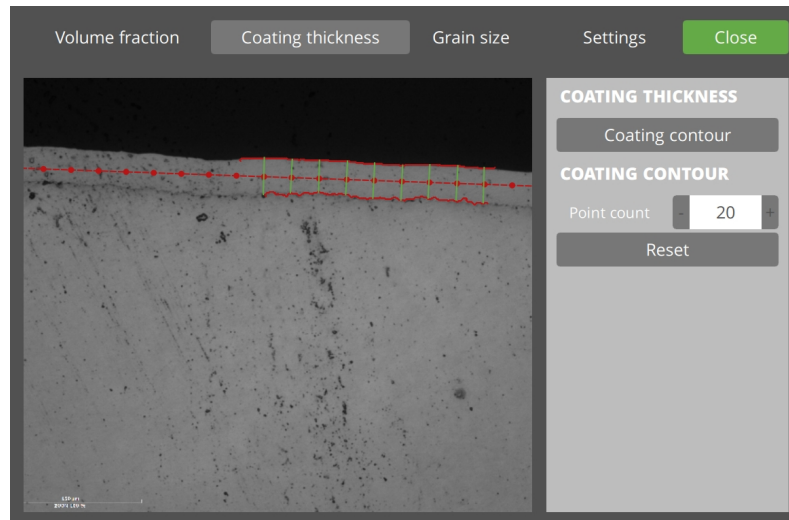 Volume fraction
Coating thickness
Grain size
Settings
Close
COATING THICKNESS
Coating contour
COATING CONTOUR
Point count
-
20
+
Reset